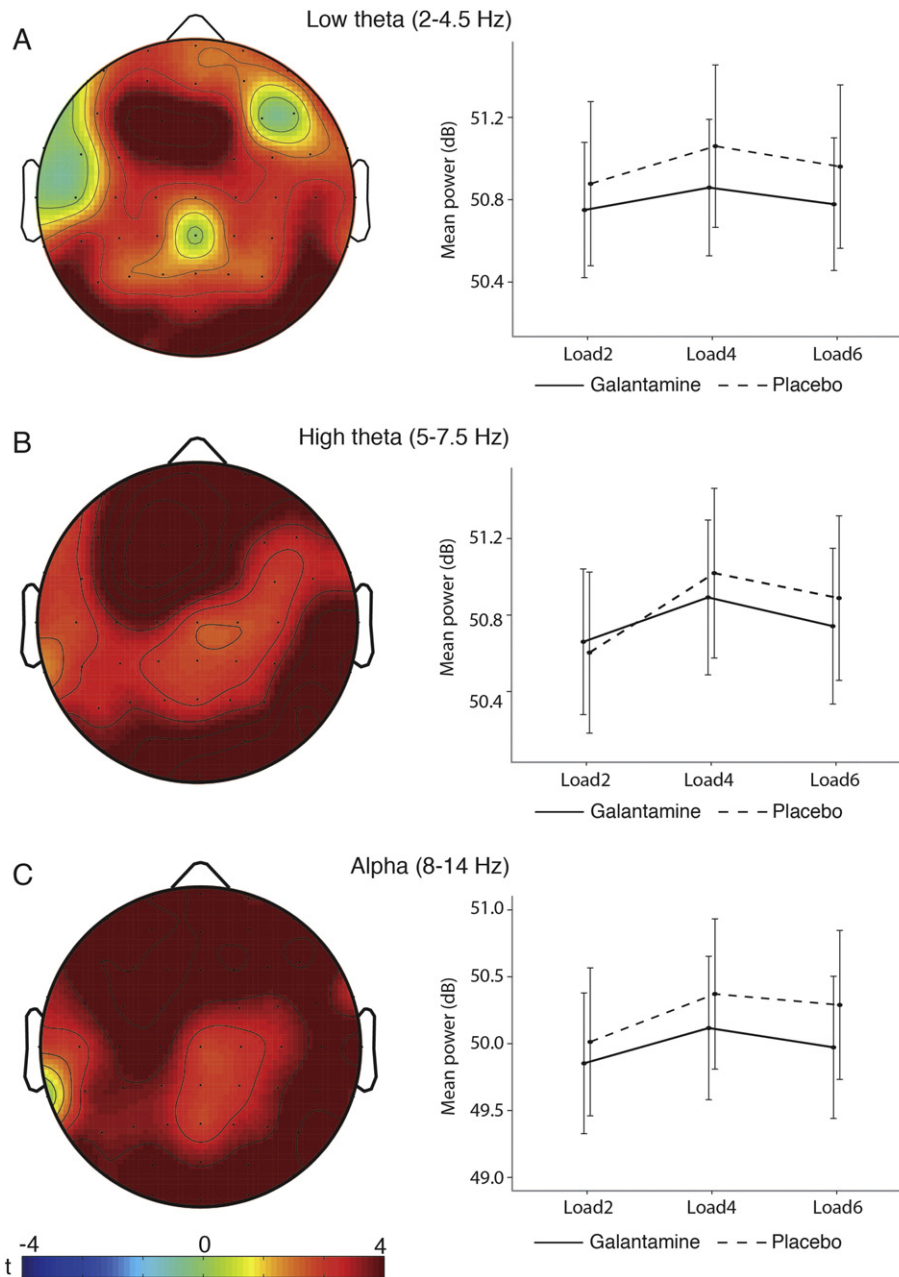 A
Low theta (2-4.5 Hz)
Mean power (dB)
51.2
50.8
50.4
Load2 Load4 Load6
Galantamine Placebo
B
High theta (5-7.5 Hz)
Mean power (dB)
51.2
50.8
50.4
Load2 Load4 Load6
Galantamine Placebo
C
Alpha (8-14 Hz)
Mean power (dB)
51.0
50.5
50.0
49.5
49.0
Load2 Load4 Load6
Galantamine Placebo
t -4 0 4